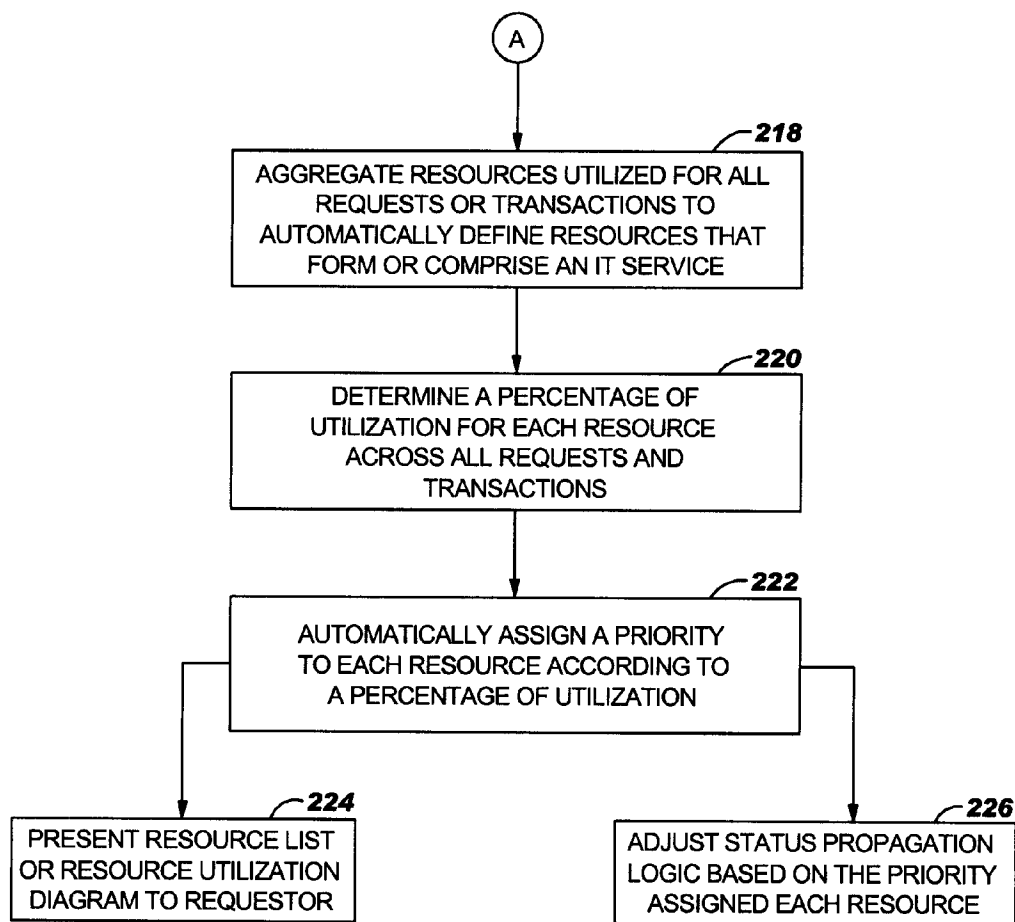 A
218
AGGREGATE RESOURCES UTILIZED FOR ALL
REQUESTS OR TRANSACTIONS TO
AUTOMATICALLY DEFINE RESOURCES THAT
FORM OR COMPRISE AN IT SERVICE
220
DETERMINE A PERCENTAGE OF
UTILIZATION FOR EACH RESOURCE
ACROSS ALL REQUESTS AND
TRANSACTIONS
222
AUTOMATICALLY ASSIGN A PRIORITY
TO EACH RESOURCE ACCORDING TO
A PERCENTAGE OF UTILIZATION
224
PRESENT RESOURCE LIST
OR RESOURCE UTILIZATION
DIAGRAM TO REQUESTOR
226
ADJUST STATUS PROPAGATION
LOGIC BASED ON THE PRIORITY
ASSIGNED EACH RESOURCE